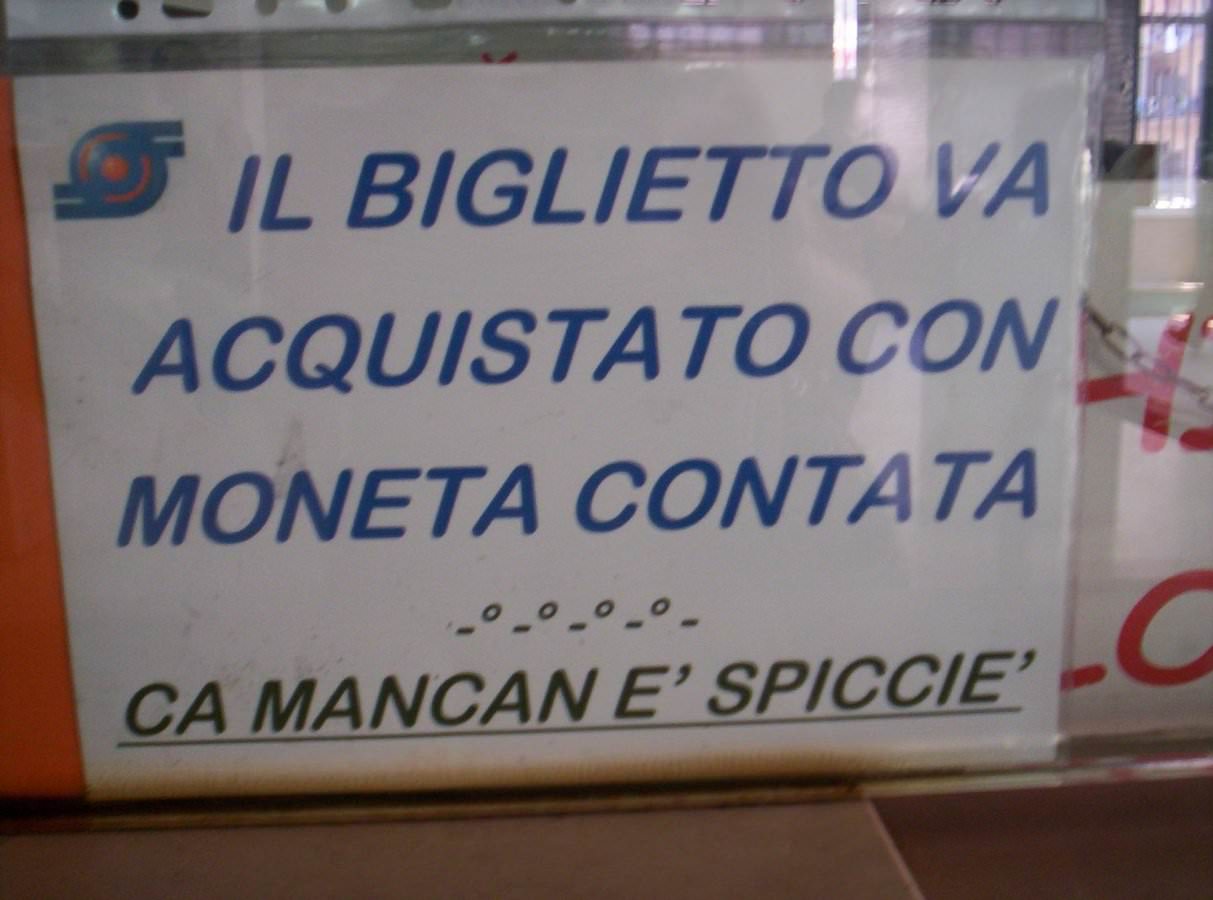 IL BIGLIETTO VA
ACQUISTATO CON
MONETA CONTATA
-°-°-°-°-
CA MANCAN E' SPICCIE'